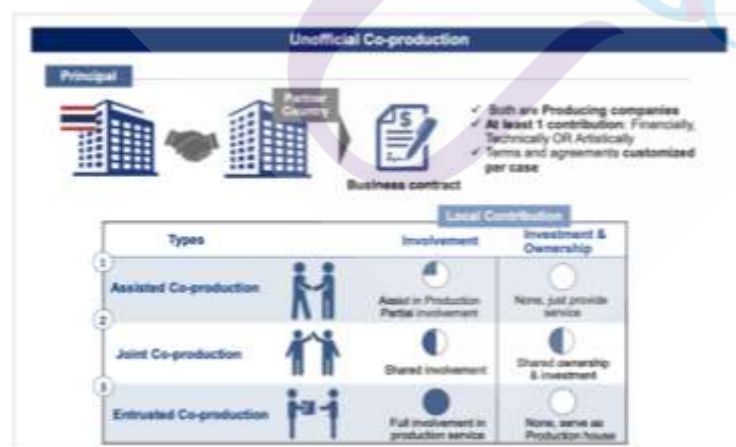 Unofficial Co-production
Principal
Partner
Country
Business contract
✓ Both are Producing companies
✓ At least 1 contribution: Financially,
Technically OR Artistically
✓ Terms and agreements customized
per case
Local Contribution
Types
Involvement
Investment &
Ownership
1
Assisted Co-production
Assist in Production
Partial involvement
None, just provide
service
2
Joint Co-production
Shared involvement
Shared ownership
& investment
3
Entrusted Co-production
Full involvement in
production service
None, serve as
Production house